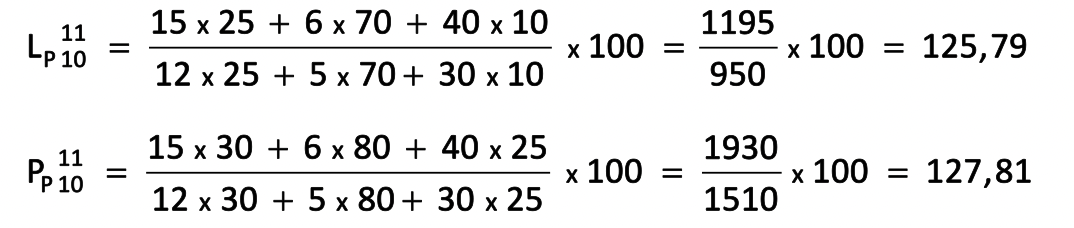 L_P 10^11 = (15 x 25 + 6 x 70 + 40 x 10) / (12 x 25 + 5 x 70 + 30 x 10) x 100 = 1195 / 950 x 100 = 125,79
P_P 10^11 = (15 x 30 + 6 x 80 + 40 x 25) / (12 x 30 + 5 x 80 + 30 x 25) x 100 = 1930 / 1510 x 100 = 127,81